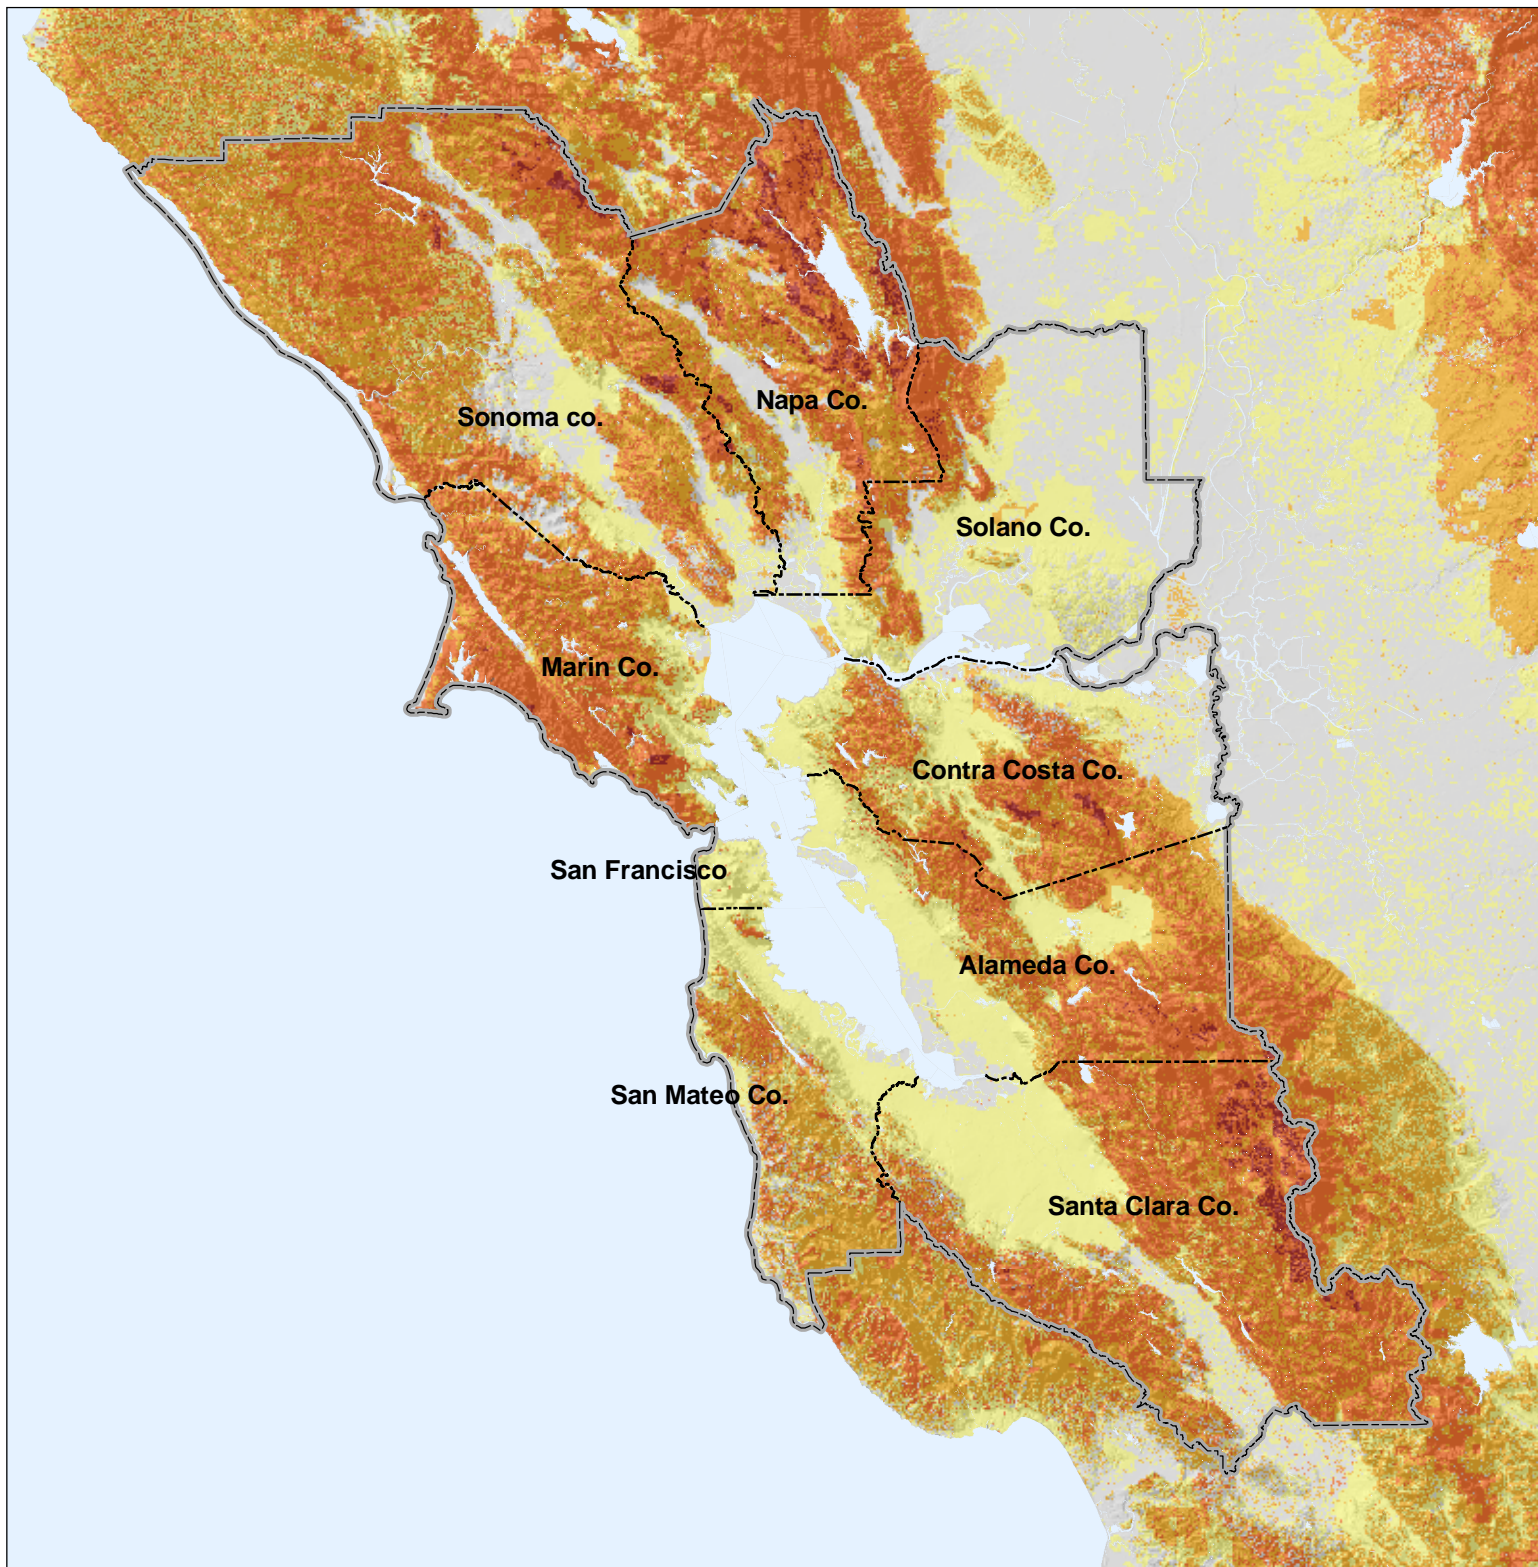 Napa Co.
Sonoma co.
Solano Co.
Marin Co.
Contra Costa Co.
San Francisco
Alameda Co.
San Mateo Co.
Santa Clara Co.